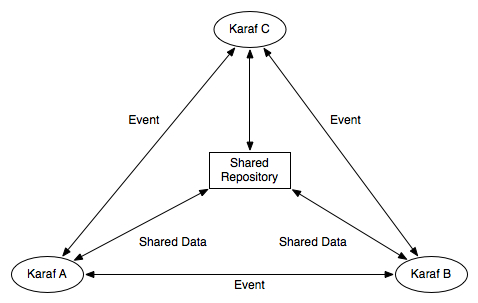 Karaf C
Event
Event
Shared
Repository
Shared Data
Shared Data
Karaf A
Event
Karaf B